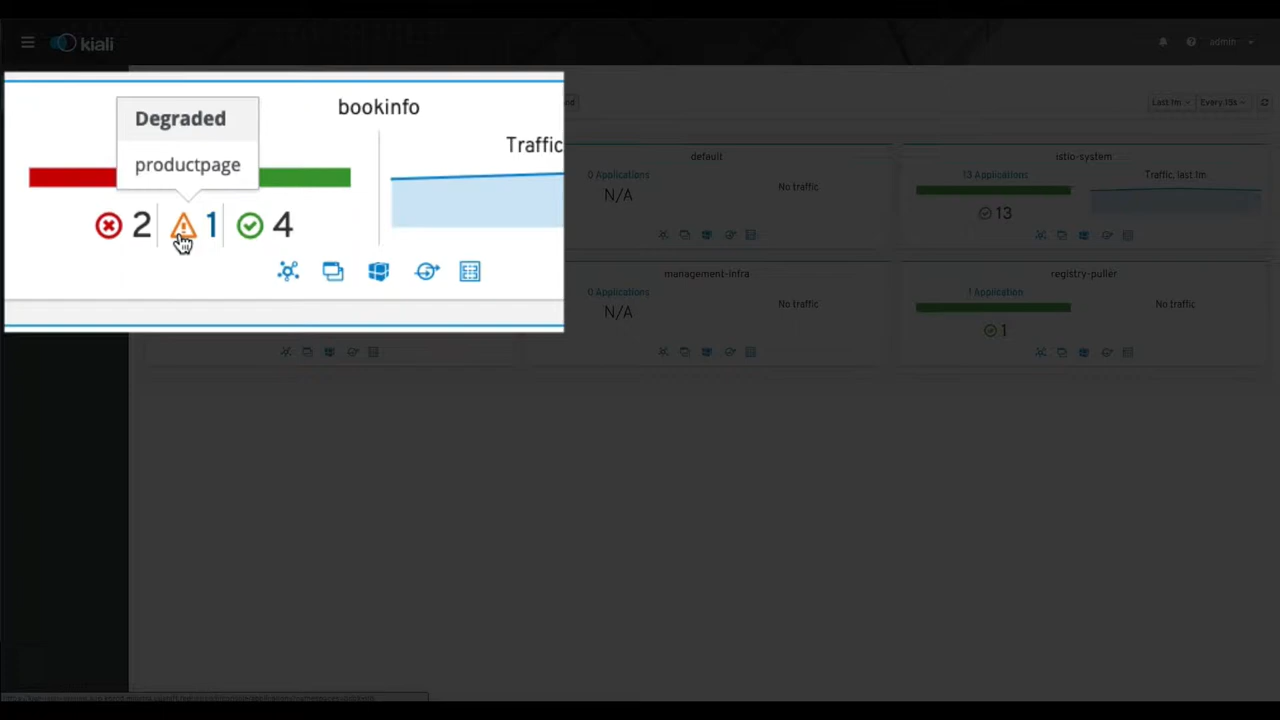 kiali
admin
bookinfo
Degraded
productpage
Traffic,
2
1
4
Last 1m
Every 15s
default
0 Applications
N/A
No traffic
istio-system
13 Applications
Traffic, last 1m
13
management-infra
0 Applications
N/A
No traffic
registry-puller
1 Application
1
No traffic